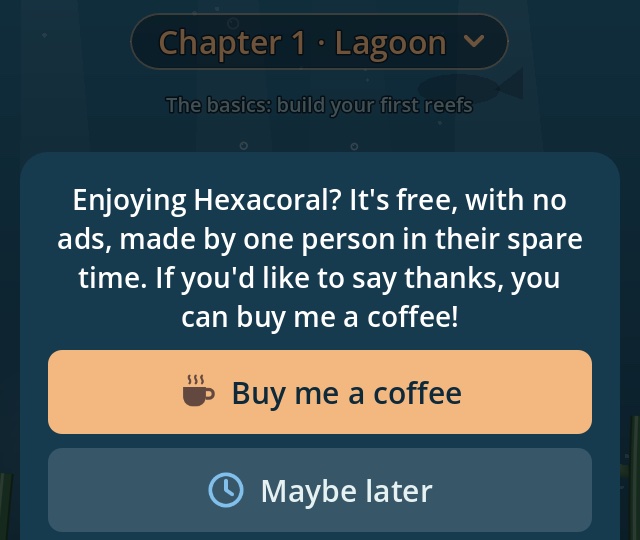 Chapter 1 · Lagoon
The basics: build your first reefs
Enjoying Hexacoral? It's free, with no
ads, made by one person in their spare
time. If you'd like to say thanks, you
can buy me a coffee!
Buy me a coffee
Maybe later